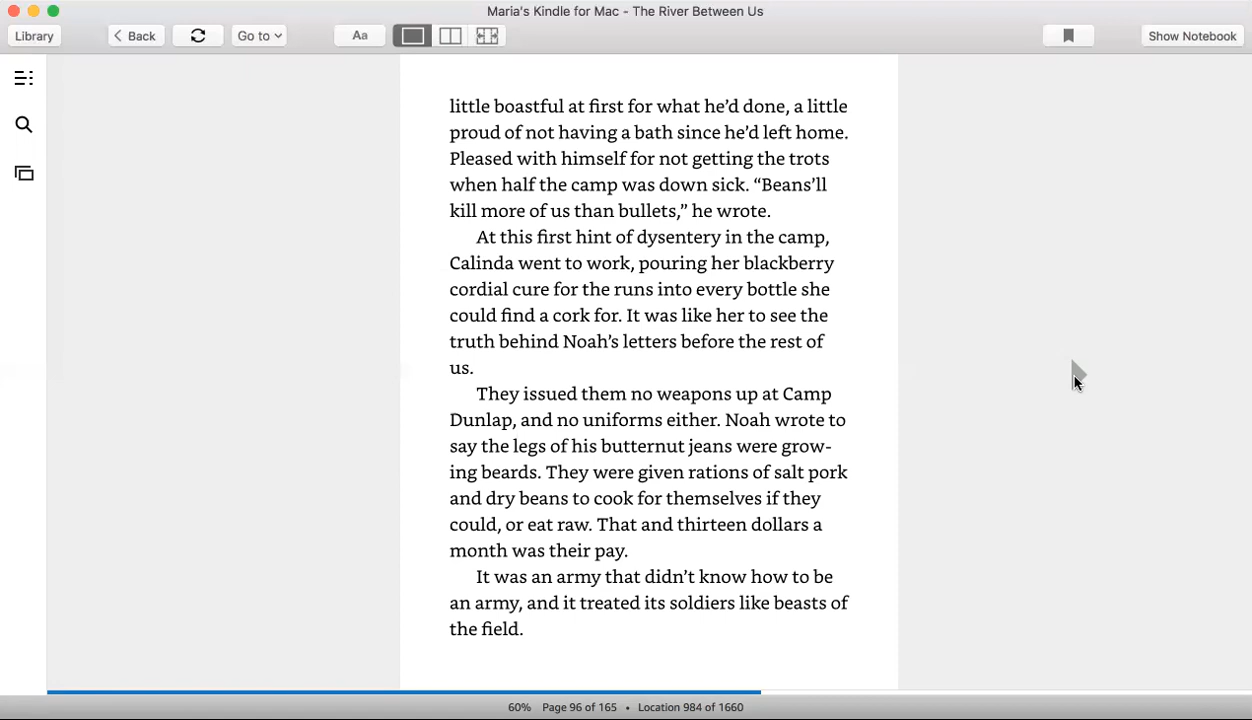 Maria's Kindle for Mac - The River Between Us
Library
Back
Go to
Aa
Show Notebook
little boastful at first for what he’d done, a little
proud of not having a bath since he’d left home.
Pleased with himself for not getting the trots
when half the camp was down sick. “Beans’ll
kill more of us than bullets,” he wrote.
At this first hint of dysentery in the camp,
Calinda went to work, pouring her blackberry
cordial cure for the runs into every bottle she
could find a cork for. It was like her to see the
truth behind Noah’s letters before the rest of
us.
They issued them no weapons up at Camp
Dunlap, and no uniforms either. Noah wrote to
say the legs of his butternut jeans were grow-
ing beards. They were given rations of salt pork
and dry beans to cook for themselves if they
could, or eat raw. That and thirteen dollars a
month was their pay.
It was an army that didn’t know how to be
an army, and it treated its soldiers like beasts of
the field.
60% Page 96 of 165 • Location 984 of 1660